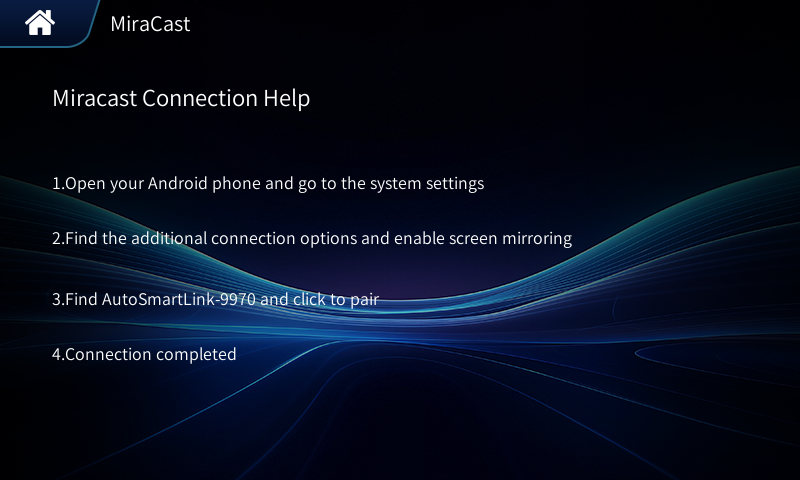 MiraCast
Miracast Connection Help
1.Open your Android phone and go to the system settings
2.Find the additional connection options and enable screen mirroring
3.Find AutoSmartLink-9970 and click to pair
4.Connection completed